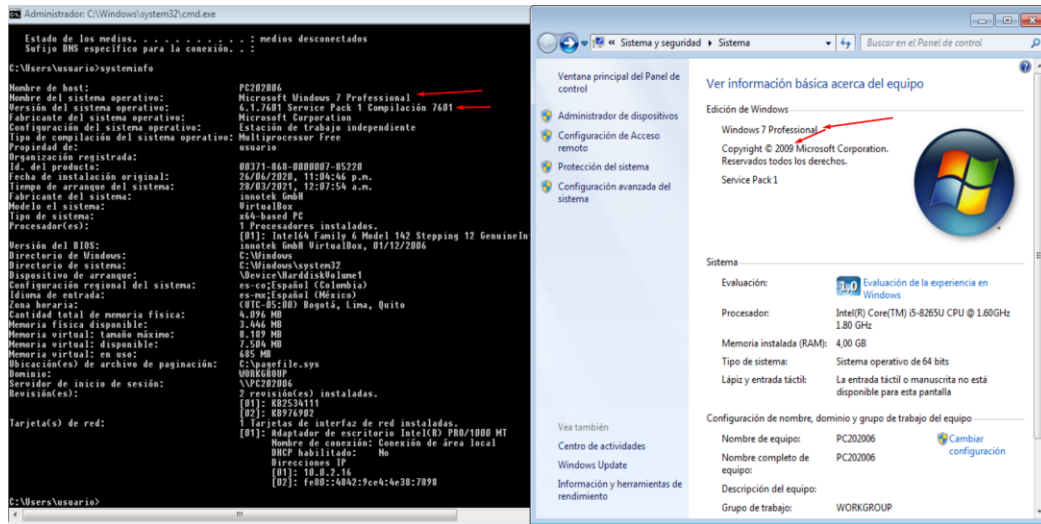 Administrador: C:\Windows\system32\cmd.exe
Estado de los medios. . . . . . . . . . . : medios desconectados
Sufijo DNS específico para la conexión. . :
C:\Users\usuario>systeminfo
Nombre de host: PC202006
Nombre del sistema operativo: Microsoft Windows 7 Professional
Versión del sistema operativo: 6.1.7601 Service Pack 1 Compilación 7601
Fabricante del sistema operativo: Microsoft Corporation
Configuración del sistema operativo: Estación de trabajo independiente
Tipo de compilación del sistema operativo: Multiprocessor Free
Propiedad de: usuario
Organización registrada:
Id. del producto: 00371-868-0000007-85220
Fecha de instalación original: 26/06/2020, 11:04:46 p.m.
Tiempo de arranque del sistema: 28/03/2021, 12:07:54 a.m.
Fabricante del sistema: innotek GmbH
Modelo el sistema: VirtualBox
Tipo de sistema: x64-based PC
Procesador(es): 1 Procesadores instalados.
[01]: Intel64 Family 6 Model 142 Stepping 12 GenuineIn
Versión del BIOS: innotek GmbH VirtualBox, 01/12/2006
Directorio de Windows: C:\Windows
Directorio de sistema: C:\Windows\system32
Dispositivo de arranque: \Device\HarddiskVolume1
Configuración regional del sistema: es-co;Español (Colombia)
Idioma de entrada: es-mx;Español (México)
Zona horaria: (UTC-05:00) Bogotá, Lima, Quito
Cantidad total de memoria física: 4.096 MB
Memoria física disponible: 3.446 MB
Memoria virtual: tamaño máximo: 8.189 MB
Memoria virtual: disponible: 7.504 MB
Memoria virtual: en uso: 685 MB
Ubicación(es) de archivo de paginación: C:\pagefile.sys
Dominio: WORKGROUP
Servidor de inicio de sesión: \\PC202006
Revisión(es): 2 revisión(es) instaladas.
[01]: KB2534111
[02]: KB976902
Tarjeta(s) de red: 1 Tarjetas de interfaz de red instaladas.
[01]: Adaptador de escritorio Intel(R) PRO/1000 MT
Nombre de conexión: Conexión de área local
DHCP habilitado: No
Direcciones IP
[01]: 10.0.2.16
[02]: fe80::4842:9ce4:4e38:7898
C:\Users\usuario>
« Sistema y seguridad ▸ Sistema
Buscar en el Panel de control
Ventana principal del Panel de
control
Administrador de dispositivos
Configuración de Acceso
remoto
Protección del sistema
Configuración avanzada del
sistema
Vea también
Centro de actividades
Windows Update
Información y herramientas de
rendimiento
Ver información básica acerca del equipo
Edición de Windows
Windows 7 Professional
Copyright © 2009 Microsoft Corporation.
Reservados todos los derechos.
Service Pack 1
Sistema
Evaluación: 1,0 Evaluación de la experiencia en
Windows
Procesador: Intel(R) Core(TM) i5-8265U CPU @ 1.60GHz
1.80 GHz
Memoria instalada (RAM): 4,00 GB
Tipo de sistema: Sistema operativo de 64 bits
Lápiz y entrada táctil: La entrada táctil o manuscrita no está
disponible para esta pantalla
Configuración de nombre, dominio y grupo de trabajo del equipo
Nombre de equipo: PC202006 Cambiar
configuración
Nombre completo de PC202006
equipo:
Descripción del equipo:
Grupo de trabajo: WORKGROUP